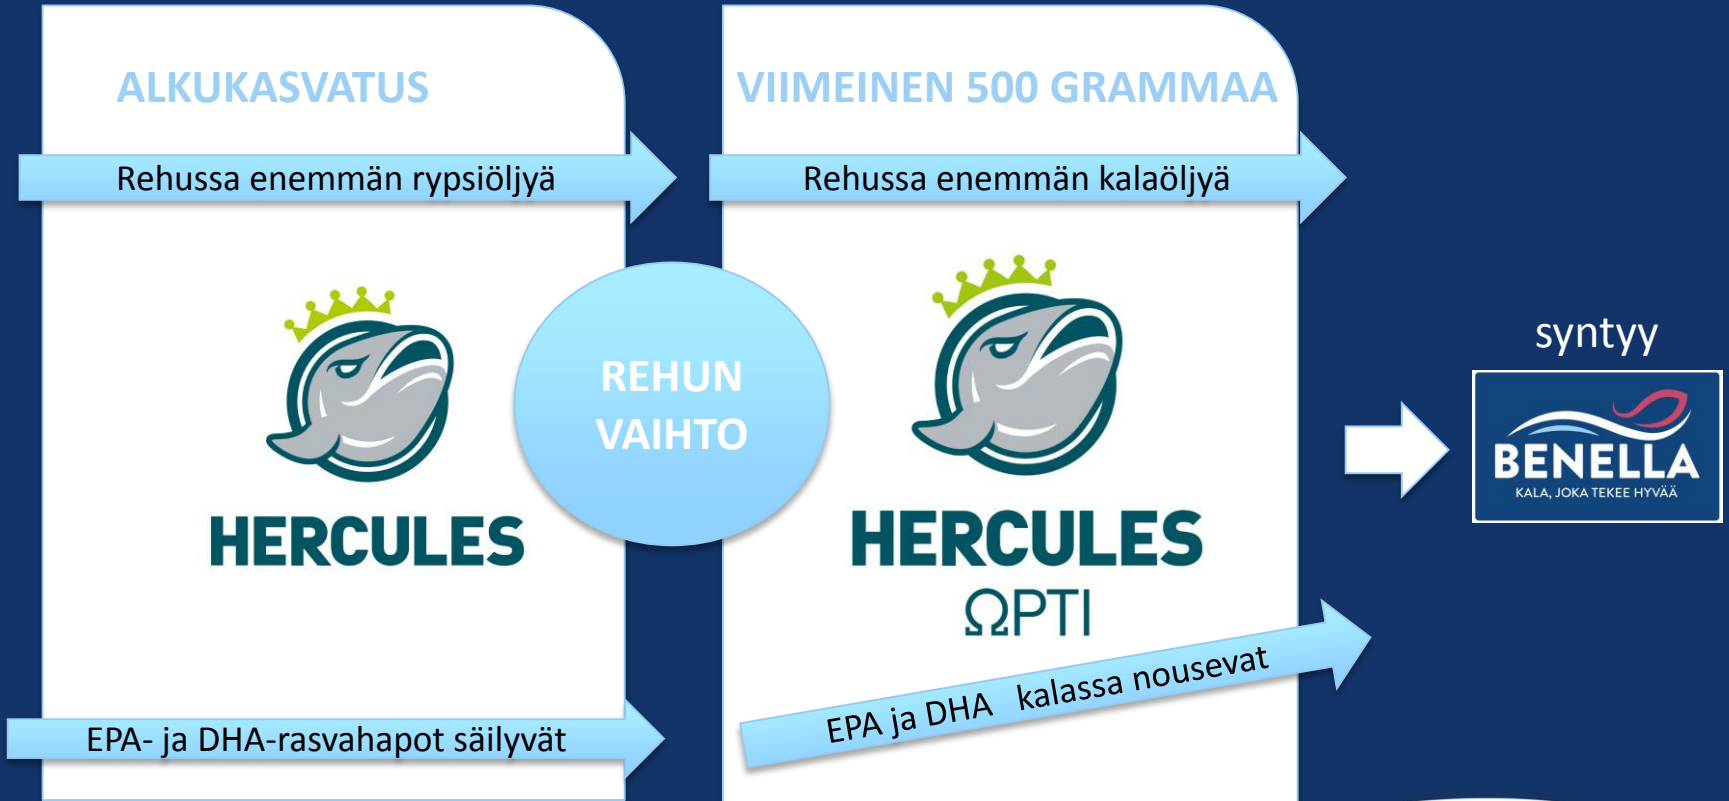 ALKUKASVATUS
Rehussa enemmän rypsiöljyä
HERCULES
EPA- ja DHA-rasvahapot säilyvät
REHUN
VAIHTO
VIIMEINEN 500 GRAMMAA
Rehussa enemmän kalaöljyä
HERCULES
ΩPTI
EPA ja DHA kalassa nousevat
syntyy
BENELLA
KALA, JOKA TEKEE HYVÄÄ